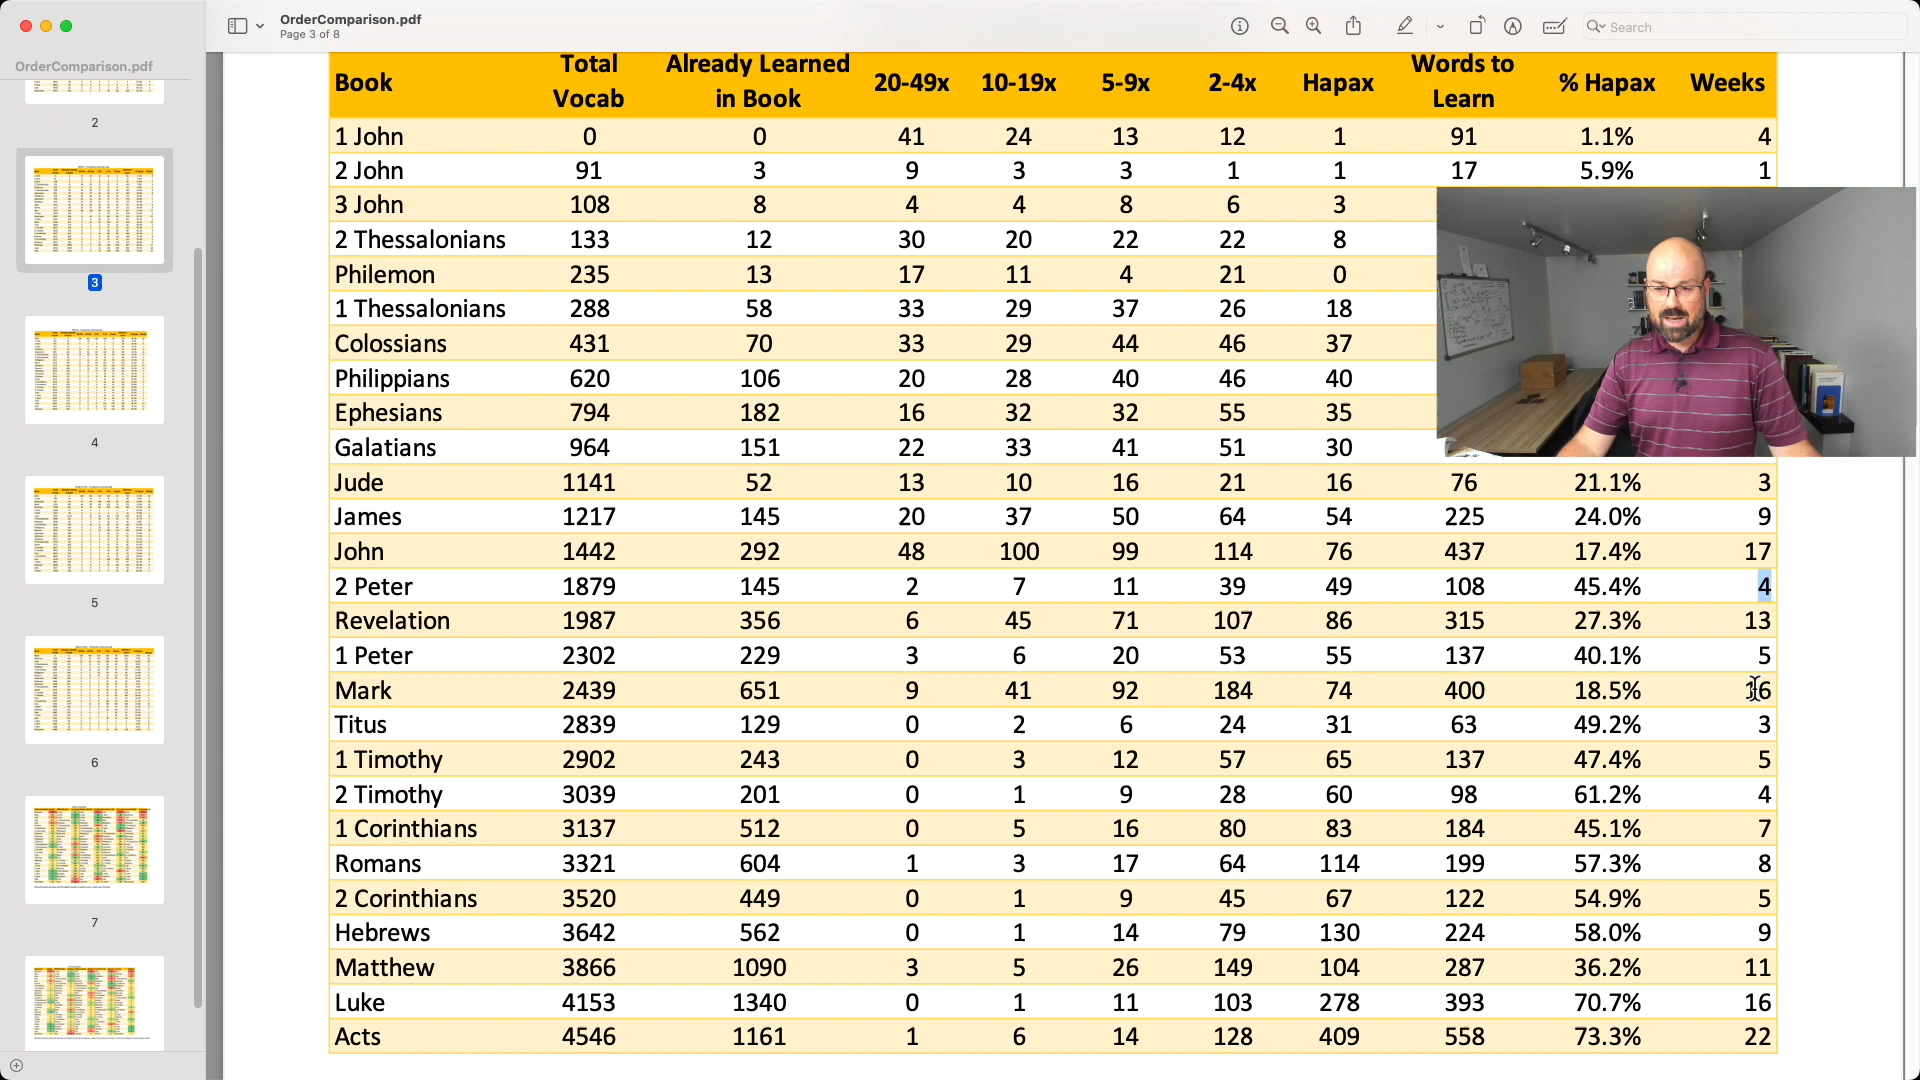 OrderComparison.pdf
Page 3 of 8
Search
OrderComparison.pdf
2
3
4
5
6
7
Book Total Vocab Already Learned in Book 20-49x 10-19x 5-9x 2-4x Hapax Words to Learn % Hapax Weeks
1 John 0 0 41 24 13 12 1 91 1.1% 4
2 John 91 3 9 3 3 1 1 17 5.9% 1
3 John 108 8 4 4 8 6 3
2 Thessalonians 133 12 30 20 22 22 8
Philemon 235 13 17 11 4 21 0
1 Thessalonians 288 58 33 29 37 26 18
Colossians 431 70 33 29 44 46 37
Philippians 620 106 20 28 40 46 40
Ephesians 794 182 16 32 32 55 35
Galatians 964 151 22 33 41 51 30
Jude 1141 52 13 10 16 21 16 76 21.1% 3
James 1217 145 20 37 50 64 54 225 24.0% 9
John 1442 292 48 100 99 114 76 437 17.4% 17
2 Peter 1879 145 2 7 11 39 49 108 45.4% 4
Revelation 1987 356 6 45 71 107 86 315 27.3% 13
1 Peter 2302 229 3 6 20 53 55 137 40.1% 5
Mark 2439 651 9 41 92 184 74 400 18.5% 16
Titus 2839 129 0 2 6 24 31 63 49.2% 3
1 Timothy 2902 243 0 3 12 57 65 137 47.4% 5
2 Timothy 3039 201 0 1 9 28 60 98 61.2% 4
1 Corinthians 3137 512 0 5 16 80 83 184 45.1% 7
Romans 3321 604 1 3 17 64 114 199 57.3% 8
2 Corinthians 3520 449 0 1 9 45 67 122 54.9% 5
Hebrews 3642 562 0 1 14 79 130 224 58.0% 9
Matthew 3866 1090 3 5 26 149 104 287 36.2% 11
Luke 4153 1340 0 1 11 103 278 393 70.7% 16
Acts 4546 1161 1 6 14 128 409 558 73.3% 22